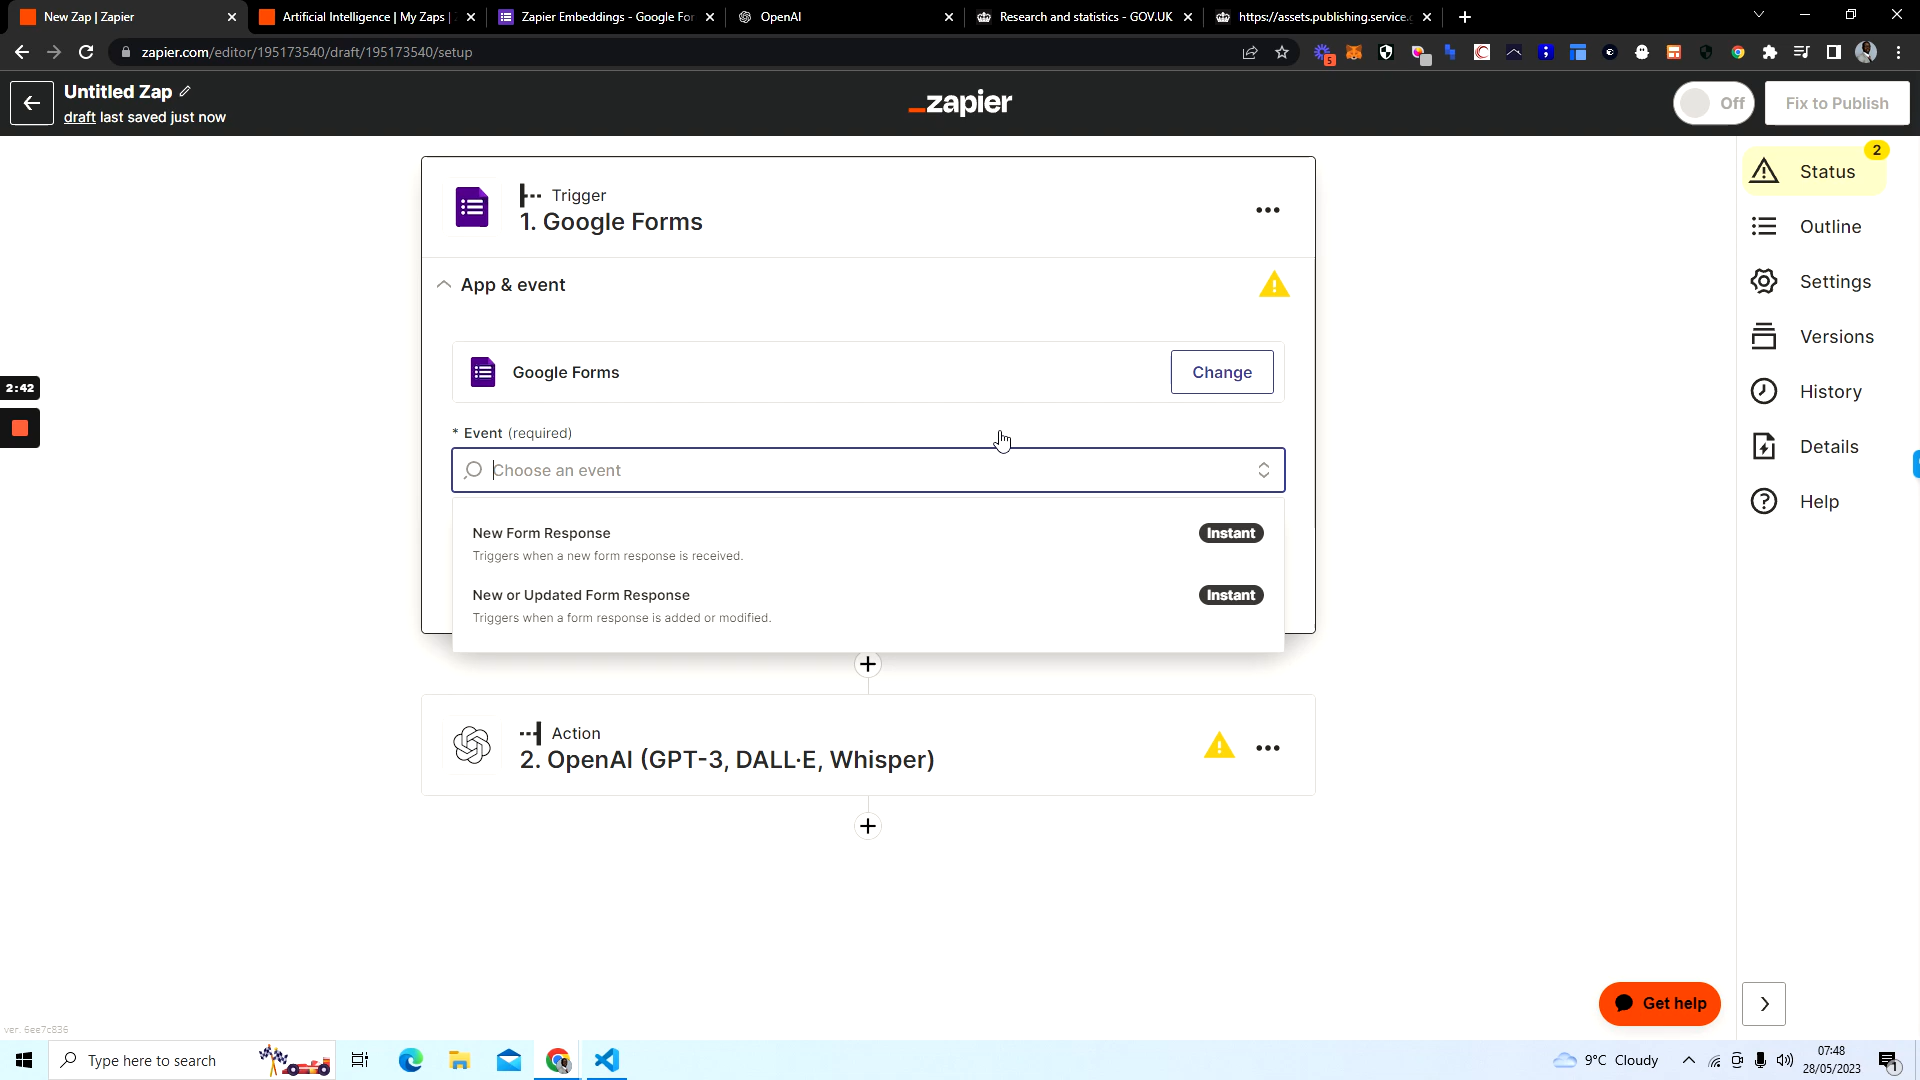 New Zap | Zapier
Artificial Intelligence | My Zaps |
Zapier Embeddings - Google For
OpenAI
Research and statistics - GOV.UK
https://assets.publishing.service.g
zapier.com/editor/195173540/draft/195173540/setup
5
Untitled Zap
draft last saved just now
_zapier
Off
Fix to Publish
2
Status
Outline
Settings
Versions
History
Details
Help
Trigger
1. Google Forms
App & event
Google Forms
Change
* Event (required)
Choose an event
New Form Response
Instant
Triggers when a new form response is received.
New or Updated Form Response
Instant
Triggers when a form response is added or modified.
2:42
Action
2. OpenAI (GPT-3, DALL·E, Whisper)
Get help
ver. 6ee7c836
Type here to search
9°C Cloudy
07:48
28/05/2023
1